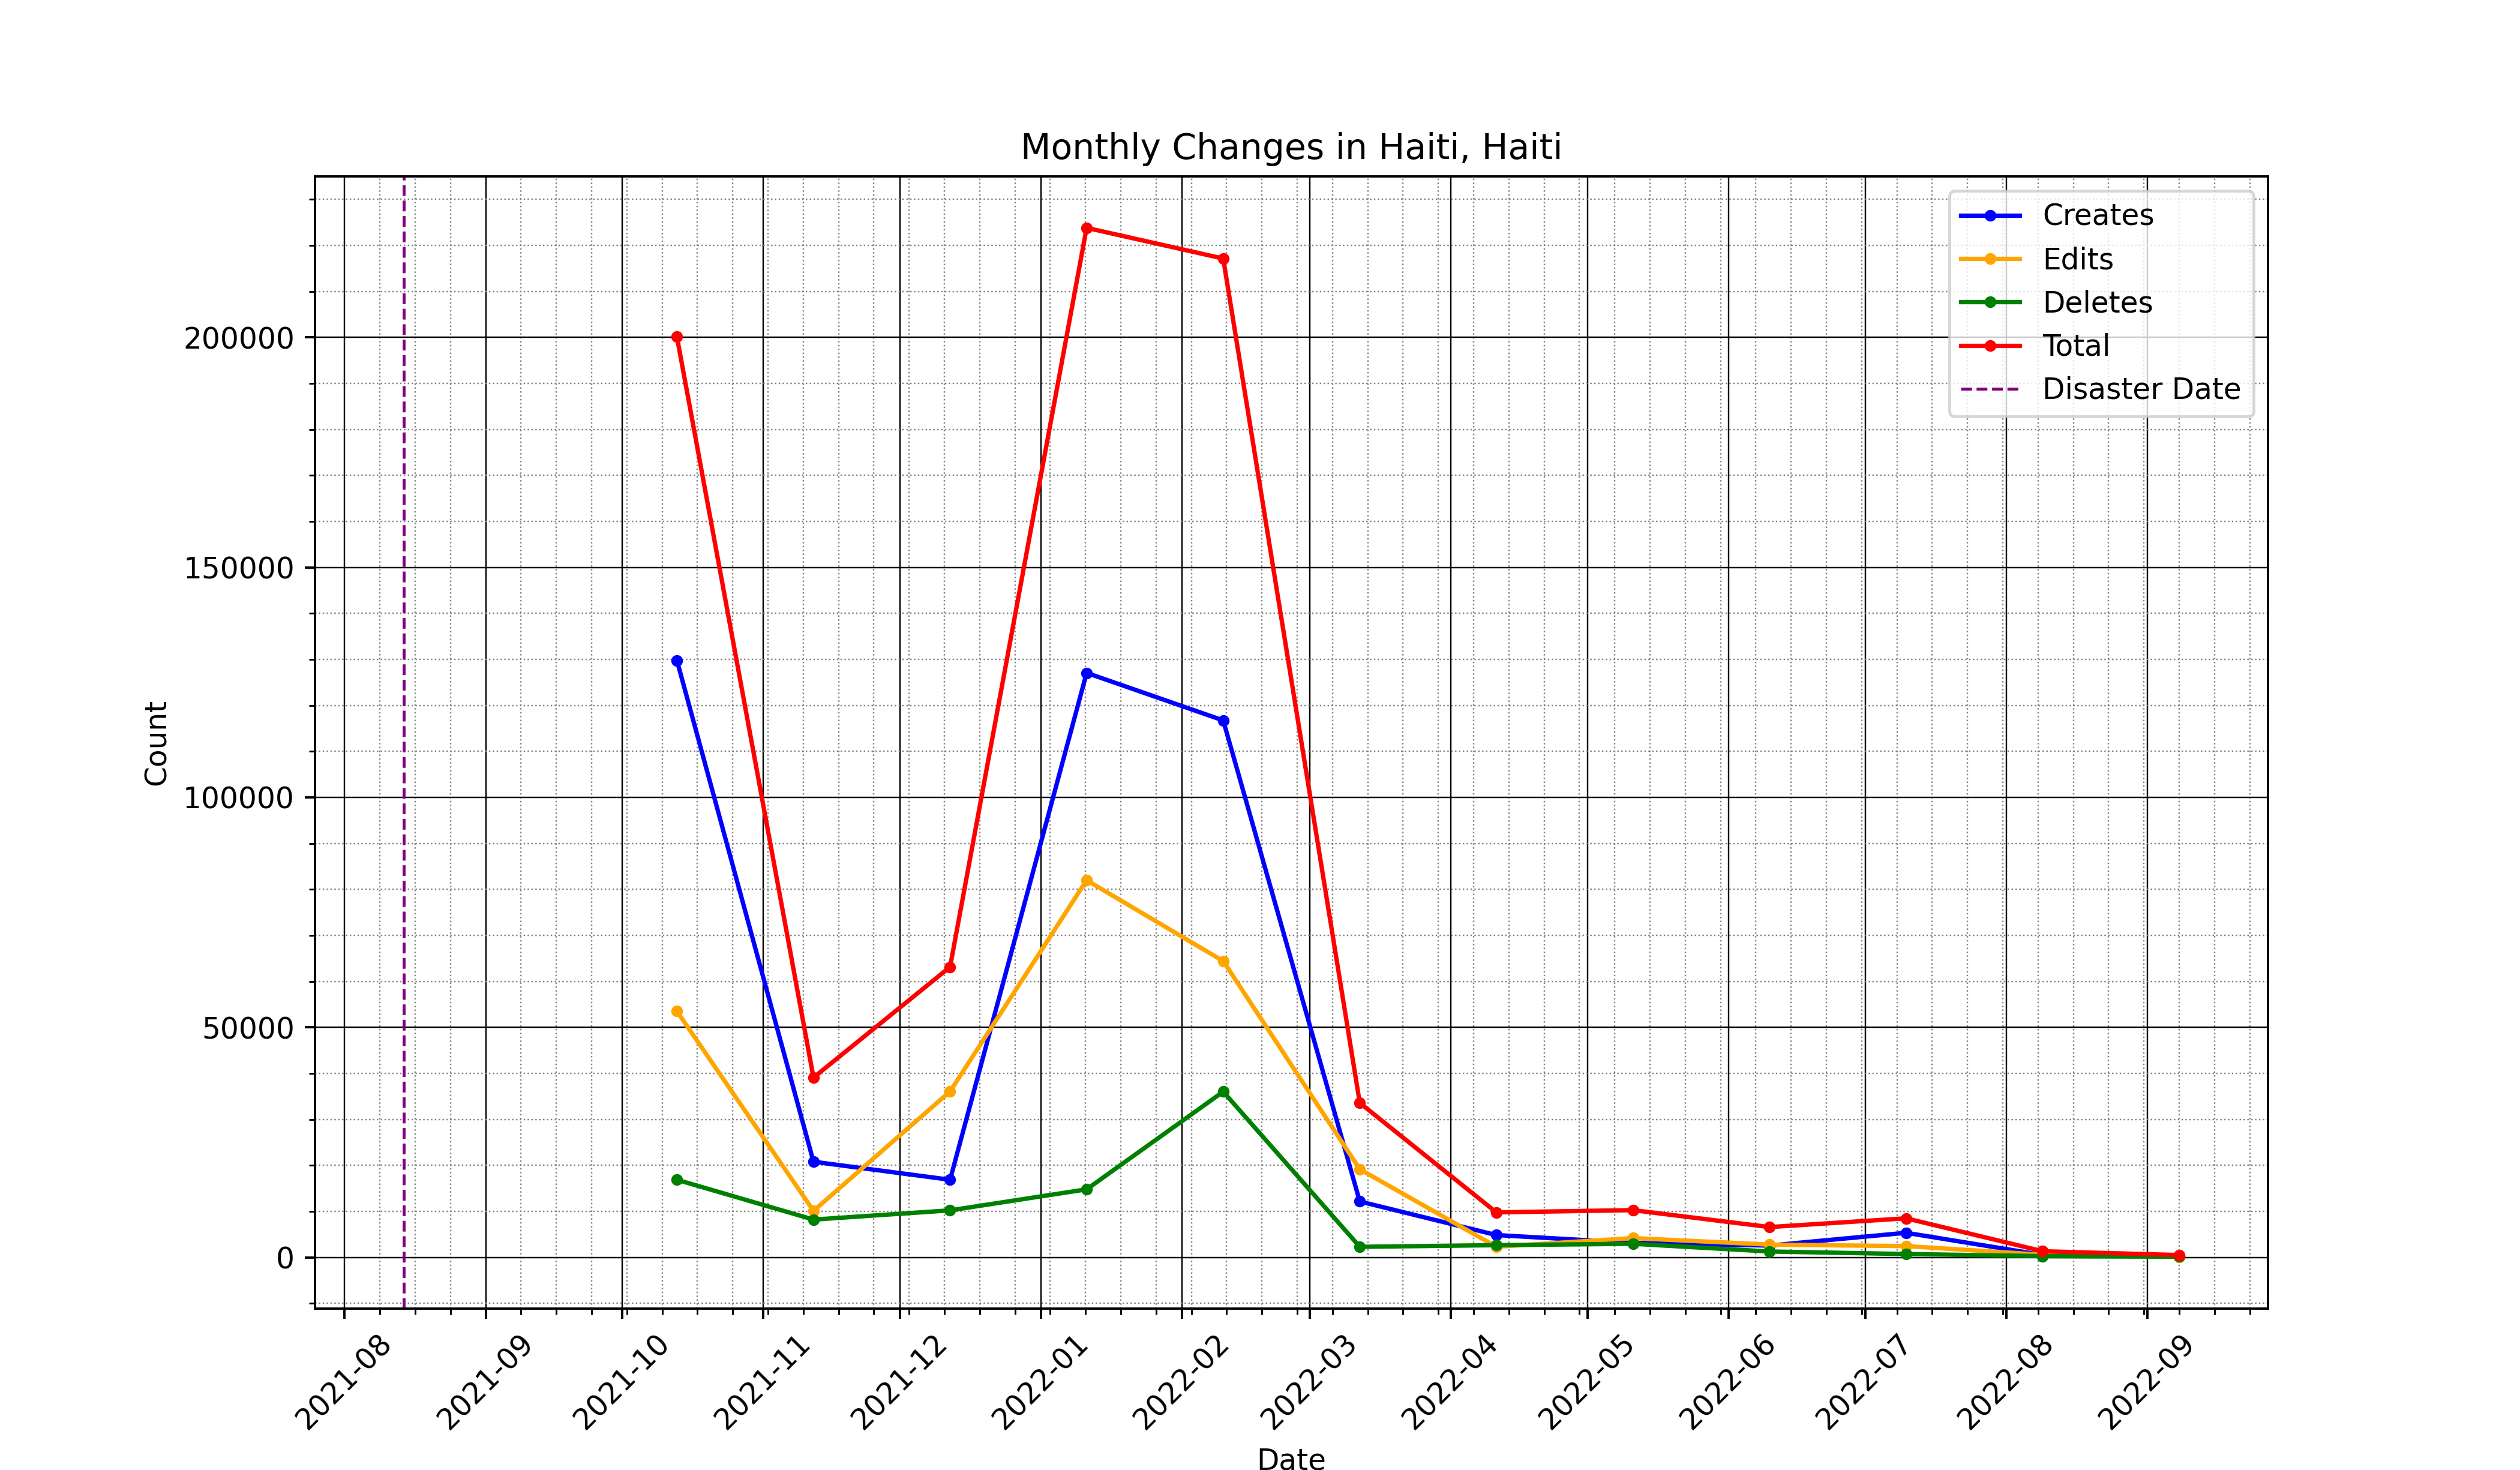 Monthly Changes in Haiti, Haiti
Creates
Edits
Deletes
Total
Disaster Date
Count
200000
150000
100000
50000
0
2021-08
2021-09
2021-10
2021-11
2021-12
2022-01
2022-02
2022-03
2022-04
2022-05
2022-06
2022-07
2022-08
2022-09
Date